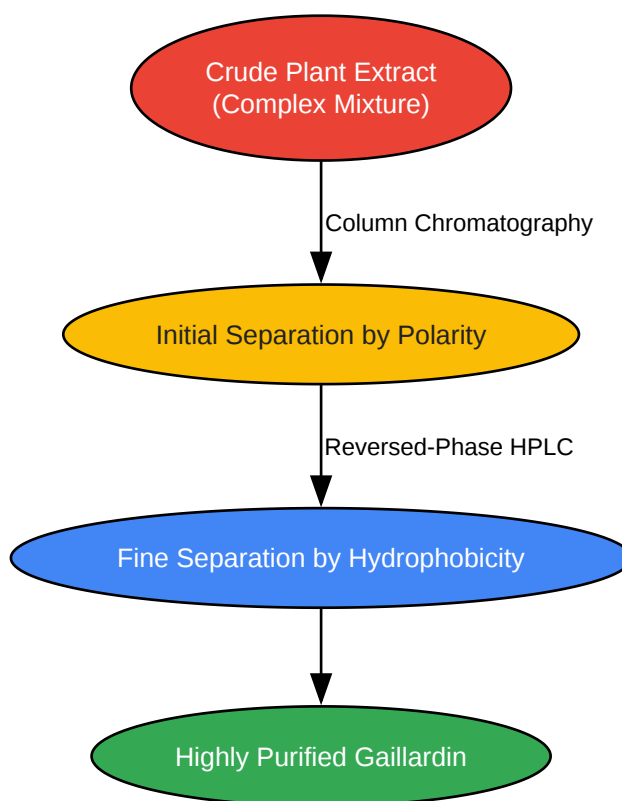 Crude Plant Extract
(Complex Mixture)
Column Chromatography
Initial Separation by Polarity
Reversed-Phase HPLC
Fine Separation by Hydrophobicity
Highly Purified Gaillardin